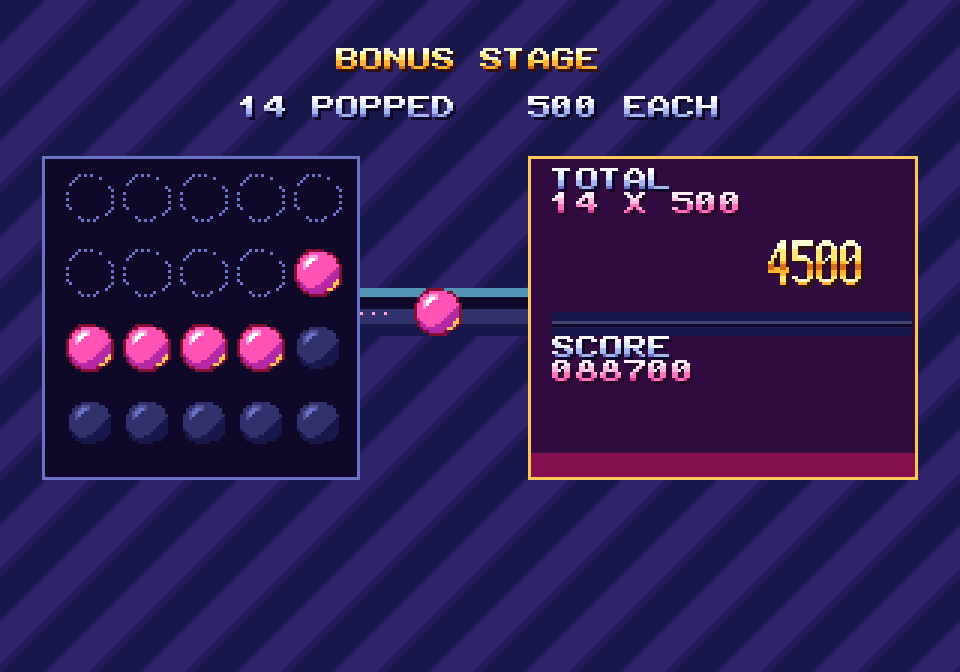 BONUS STAGE
14 POPPED 500 EACH
TOTAL
14 X 500
4500
SCORE
088700